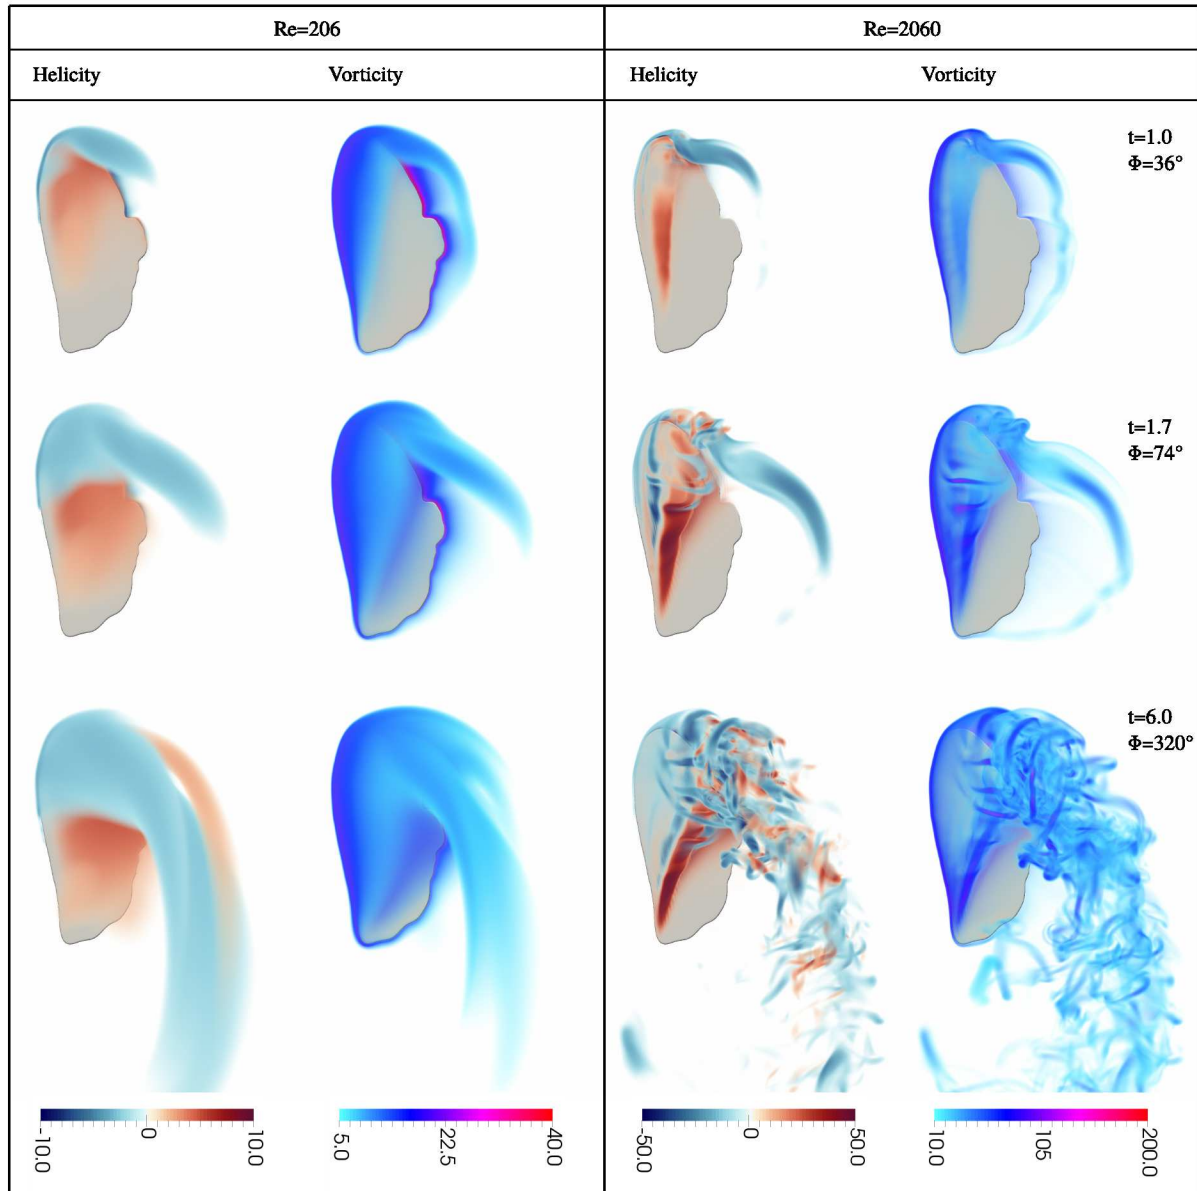 Re=206
Re=2060
Helicity
Vorticity
Helicity
Vorticity
t=1.0
Φ=36°
t=1.7
Φ=74°
t=6.0
Φ=320°
-10.0
0
10.0
5.0
22.5
40.0
-50.0
0
50.0
10.0
105
200.0